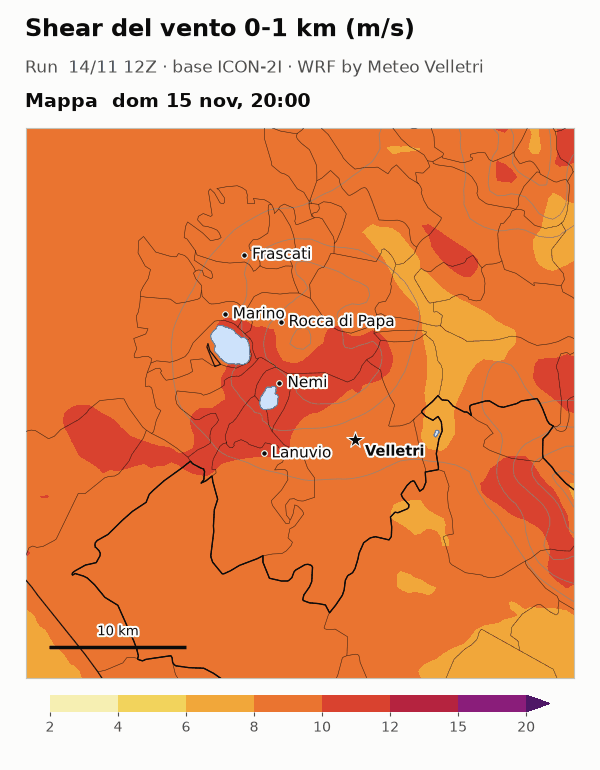 Shear del vento 0-1 km (m/s)
Run  14/11 12Z · base ICON-2I · WRF by Meteo Velletri
Mappa  dom 15 nov, 20:00
Frascati
Marino
Rocca di Papa
Nemi
Velletri
Lanuvio
10 km
2 4 6 8 10 12 15 20